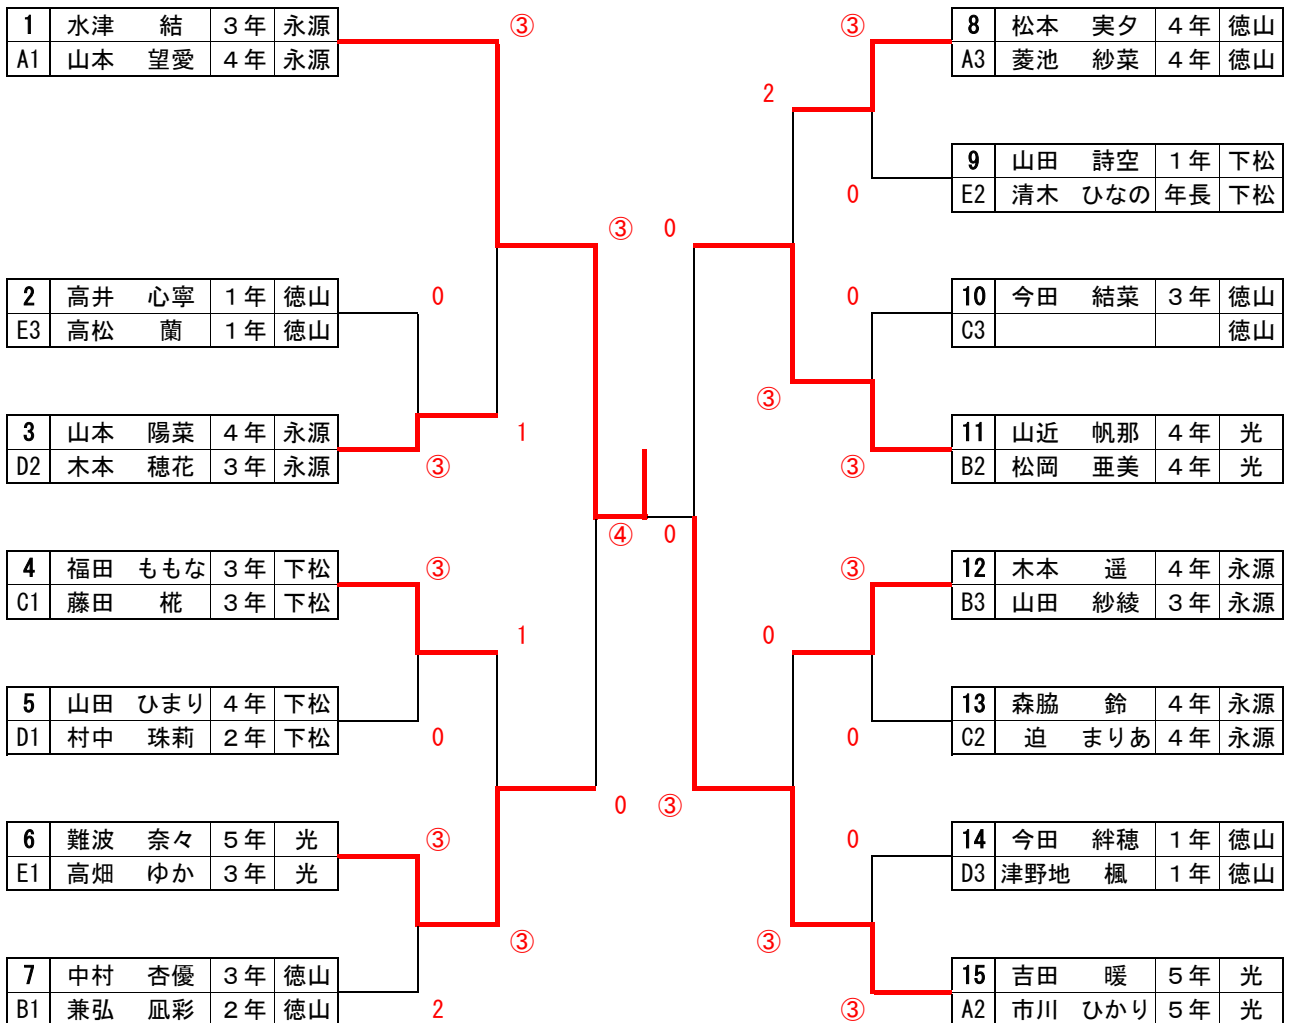 1 水津 結 3年 永源
A1 山本 望愛 4年 永源
③
2 高井 心寧 1年 徳山
E3 高松 蘭 1年 徳山
0
3 山本 陽菜 4年 永源
D2 木本 穂花 3年 永源
1
③
4 福田 ももな 3年 下松
C1 藤田 椛 3年 下松
③
1
5 山田 ひまり 4年 下松
D1 村中 珠莉 2年 下松
0
6 難波 奈々 5年 光
E1 高畑 ゆか 3年 光
③
③
7 中村 杏優 3年 徳山
B1 兼弘 凪彩 2年 徳山
2
③ 0
④ 0
0 ③
③
8 松本 実夕 4年 徳山
A3 菱池 紗菜 4年 徳山
2
9 山田 詩空 1年 下松
E2 清木 ひなの 年長 下松
0
0
10 今田 結菜 3年 徳山
C3 徳山
③
11 山近 帆那 4年 光
B2 松岡 亜美 4年 光
③
③
12 木本 遥 4年 永源
B3 山田 紗綾 3年 永源
0
13 森脇 鈴 4年 永源
C2 迫 まりあ 4年 永源
0
0
14 今田 絆穂 1年 徳山
D3 津野地 楓 1年 徳山
③
15 吉田 暖 5年 光
A2 市川 ひかり 5年 光
③